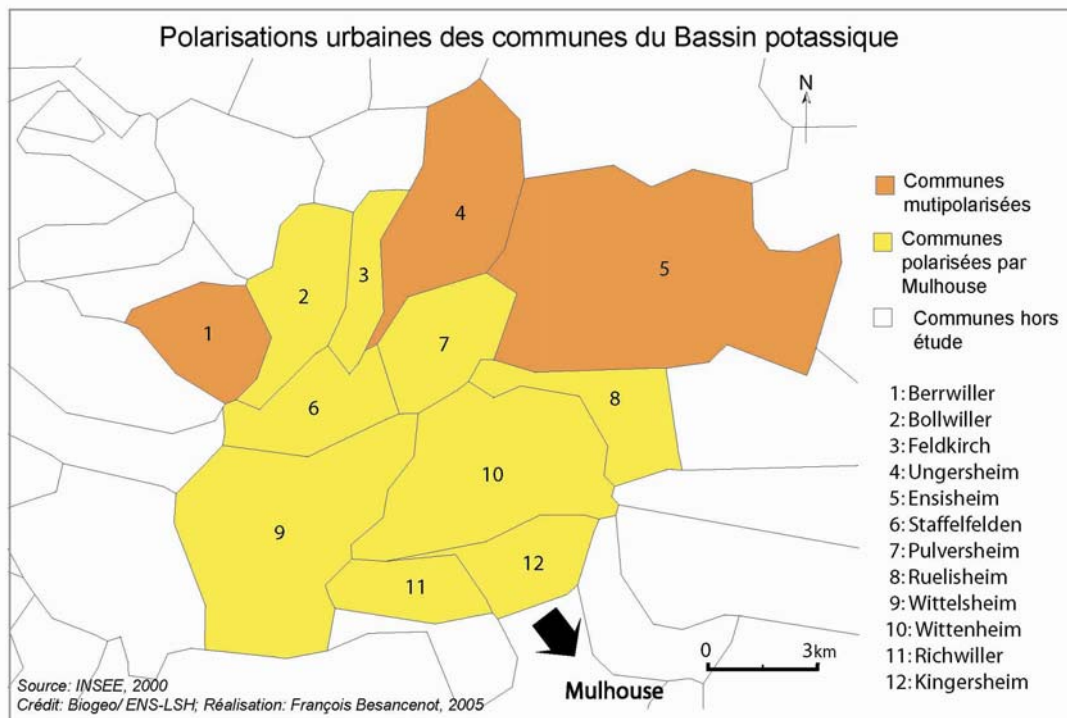 Polarisations urbaines des communes du Bassin potassique
N
Communes
mutipolarisées
Communes
polarisées par
Mulhouse
Communes hors
étude
1
2
3
4
5
6
7
8
9
10
11
12
1: Berrwiller
2: Bollwiller
3: Feldkirch
4: Ungersheim
5: Ensisheim
6: Staffelfelden
7: Pulversheim
8: Ruelisheim
9: Wittelsheim
10: Wittenheim
11: Richwiller
12: Kingersheim
0 3km
Mulhouse
Source: INSEE, 2000
Crédit: Biogeo/ ENS-LSH; Réalisation: François Besancenot, 2005